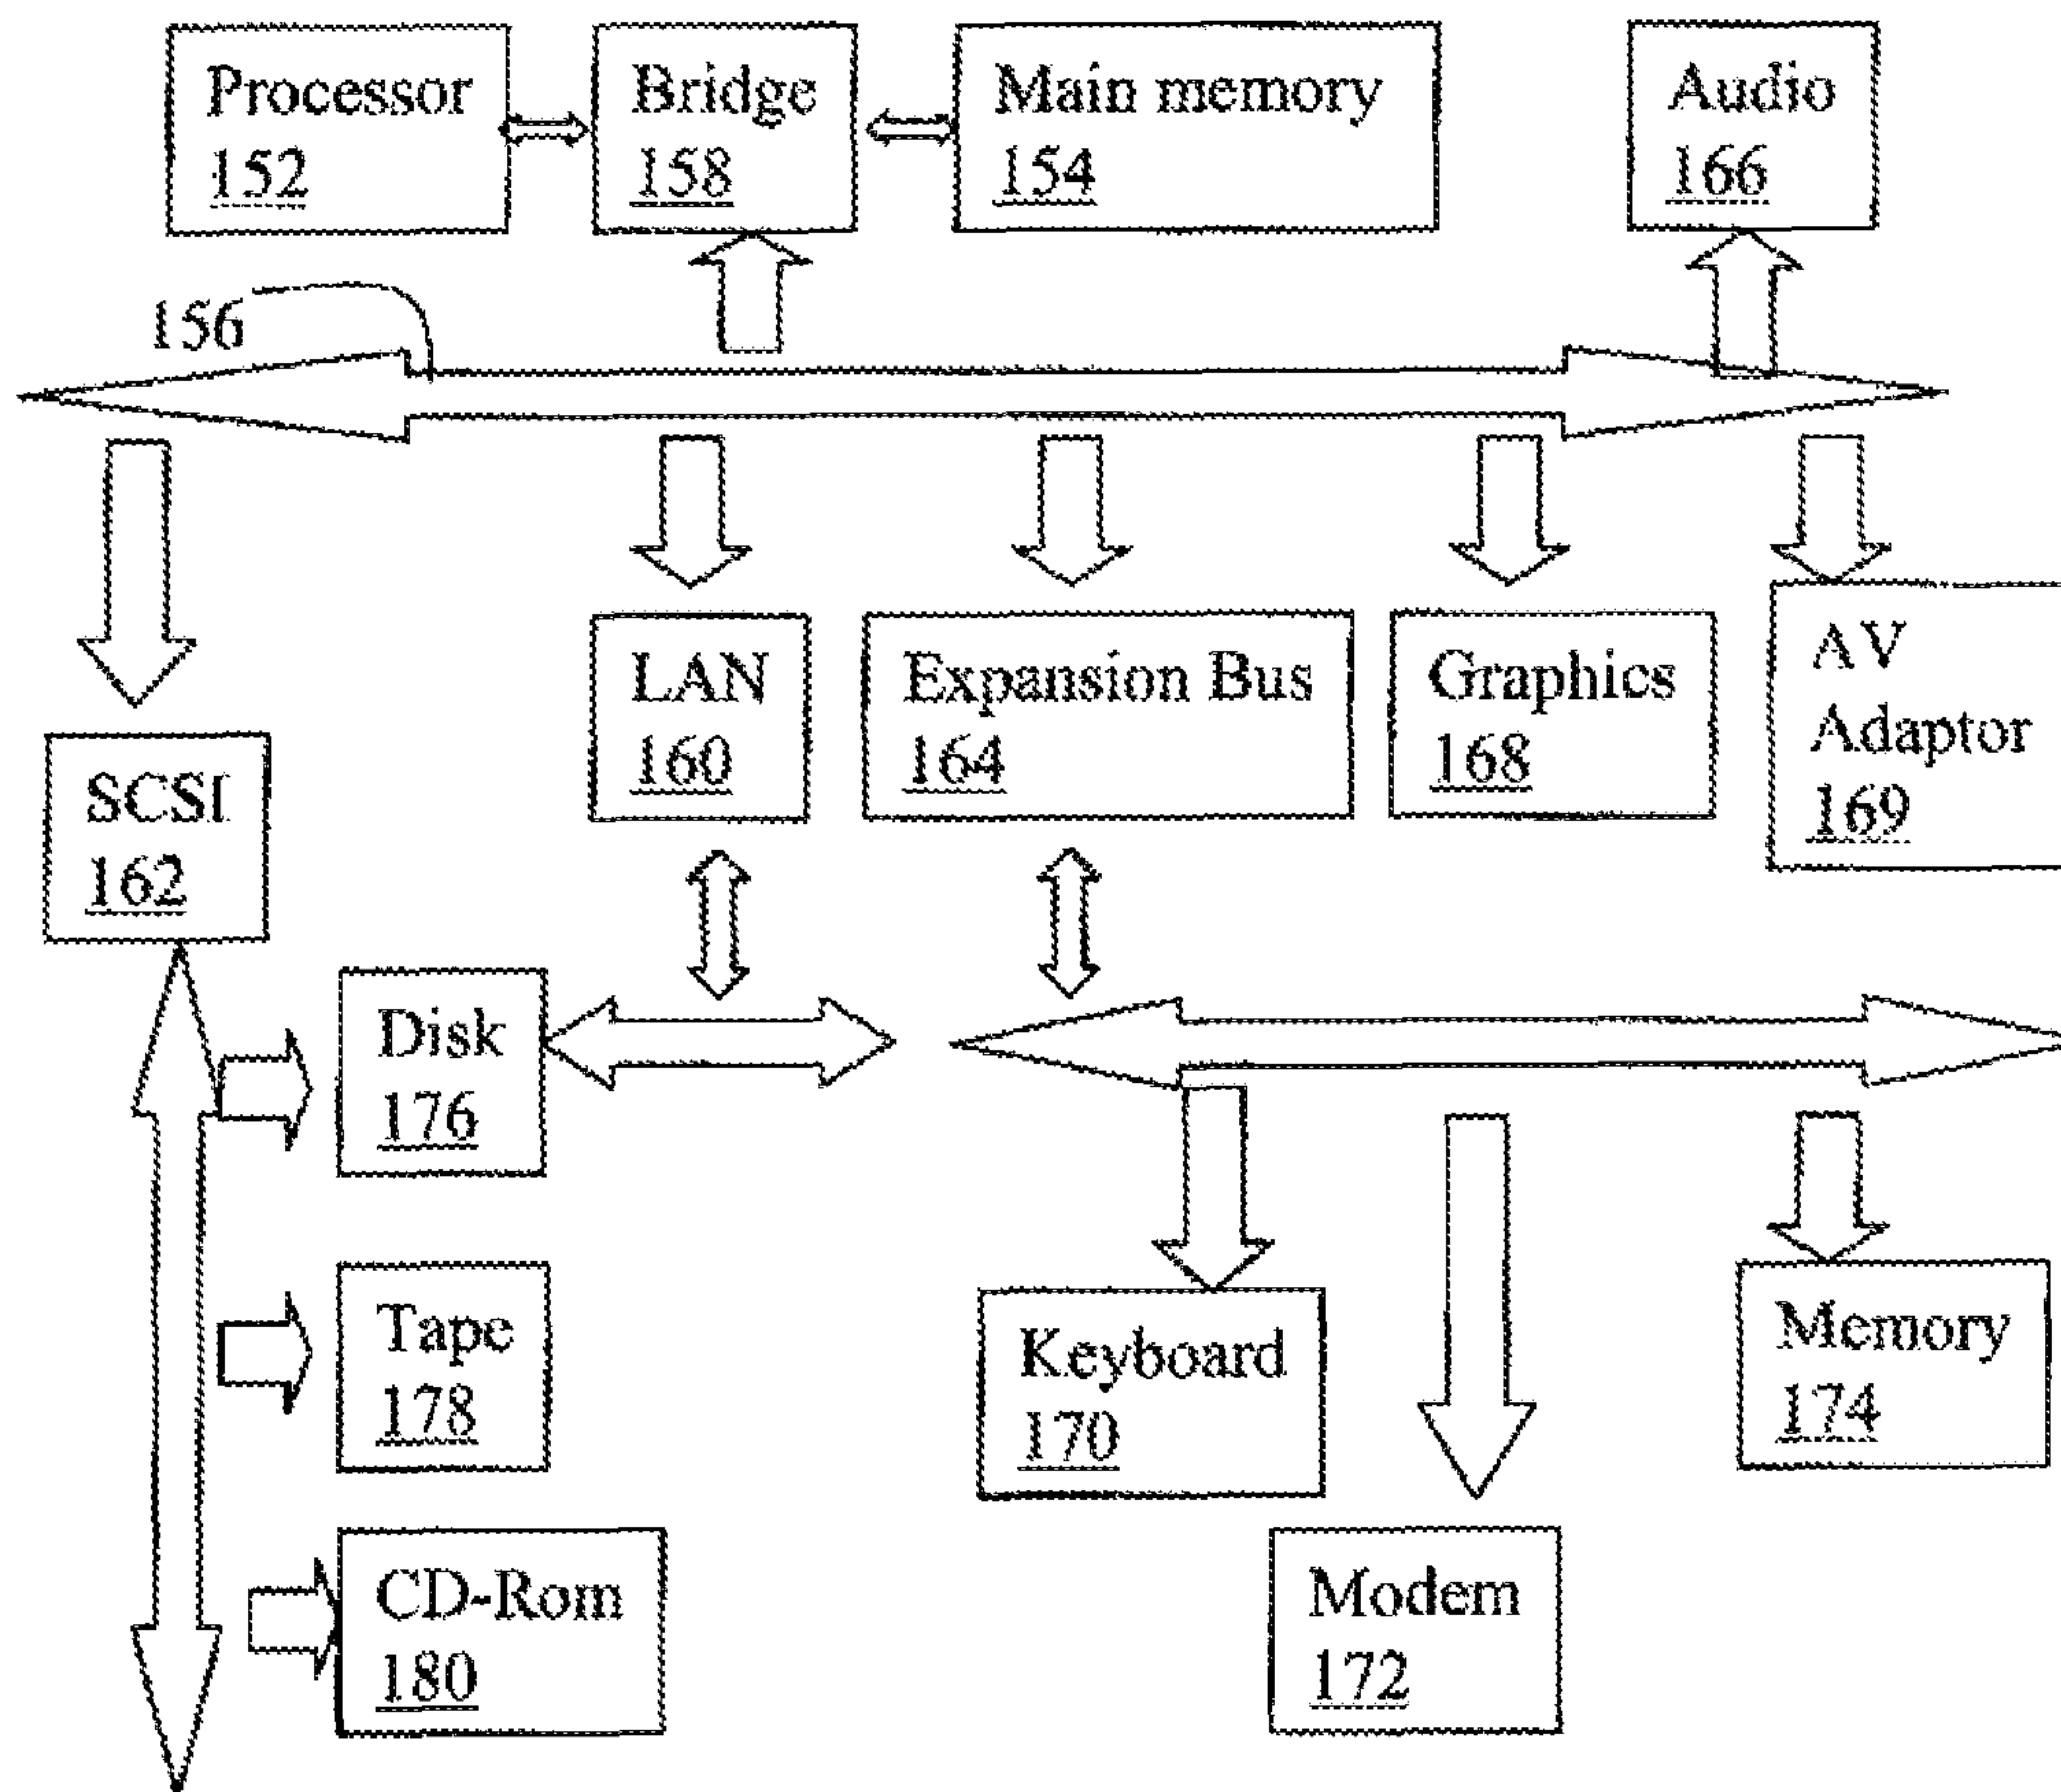 Processor
152
Bridge
158
Main memory
154
Audio
166
156
LAN
160
Expansion Bus
164
Graphics
168
AV
Adaptor
169
SCSI
162
Disk
176
Tape
178
Keyboard
170
Memory
174
CD-Rom
180
Modem
172